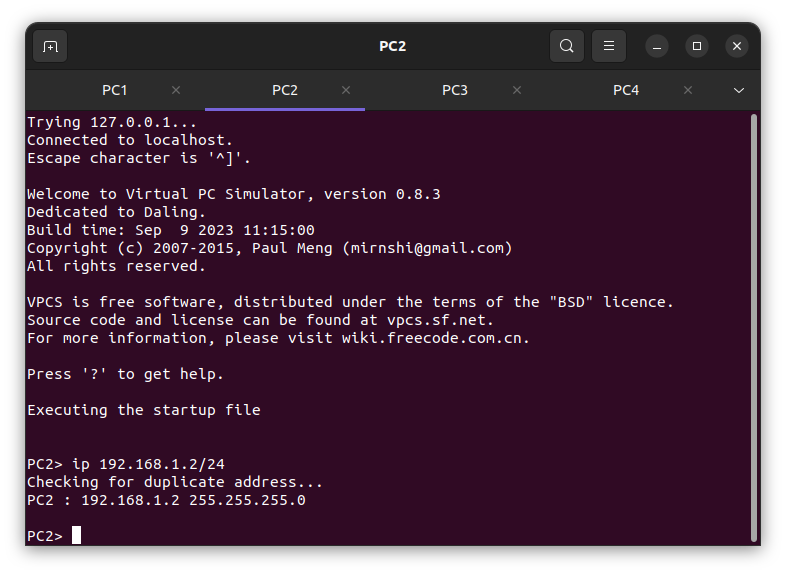 PC2
PC1 PC2 PC3 PC4
Trying 127.0.0.1...
Connected to localhost.
Escape character is '^]'.
Welcome to Virtual PC Simulator, version 0.8.3
Dedicated to Daling.
Build time: Sep  9 2023 11:15:00
Copyright (c) 2007-2015, Paul Meng (mirnshi@gmail.com)
All rights reserved.
VPCS is free software, distributed under the terms of the "BSD" licence.
Source code and license can be found at vpcs.sf.net.
For more information, please visit wiki.freecode.com.cn.
Press '?' to get help.
Executing the startup file
PC2> ip 192.168.1.2/24
Checking for duplicate address...
PC2 : 192.168.1.2 255.255.255.0
PC2>